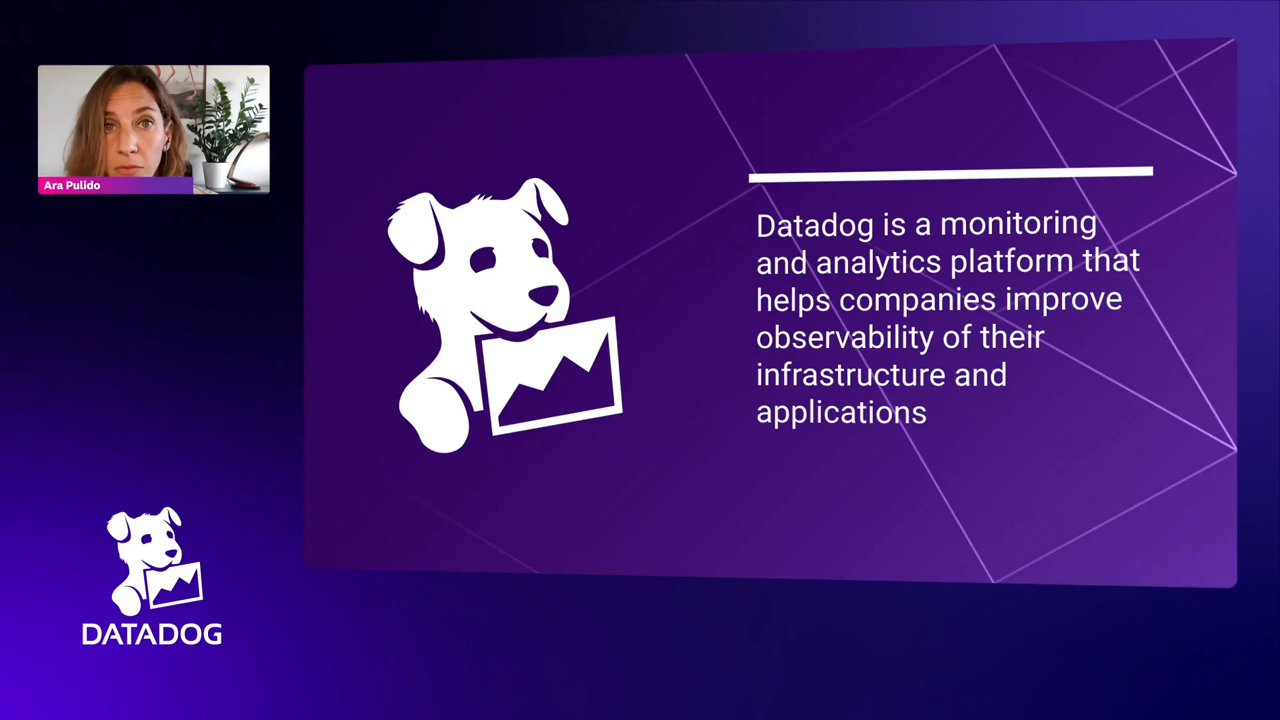 Ara Pulido
Datadog is a monitoring
and analytics platform that
helps companies improve
observability of their
infrastructure and
applications
DATADOG